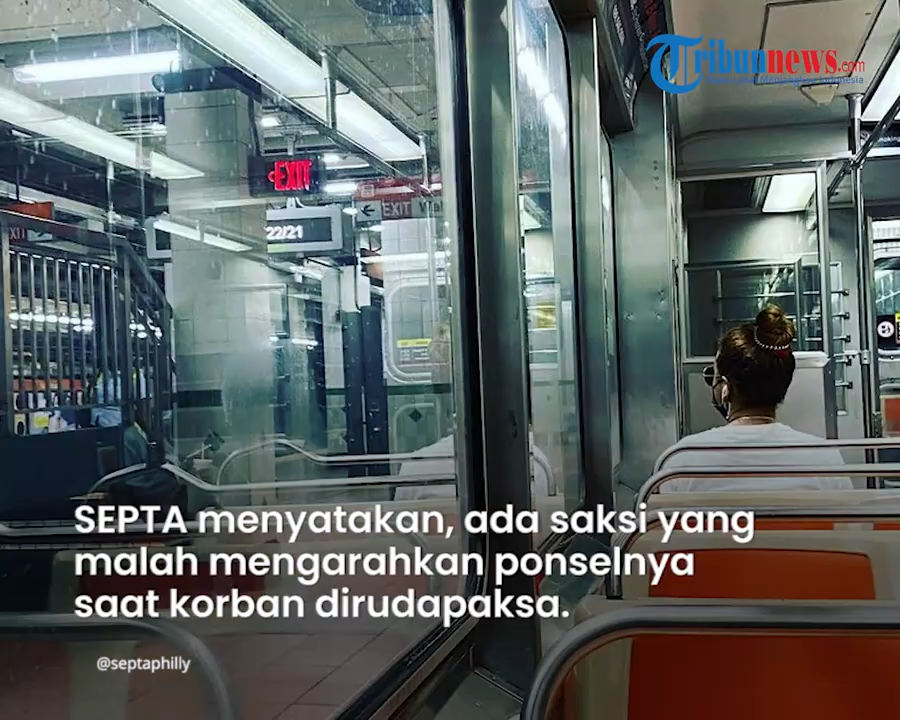 Tribunnews.com
EXIT
EXIT
22/21
SEPTA menyatakan, ada saksi yang
malah mengarahkan ponselnya
saat korban dirudapaksa.
@septaphilly